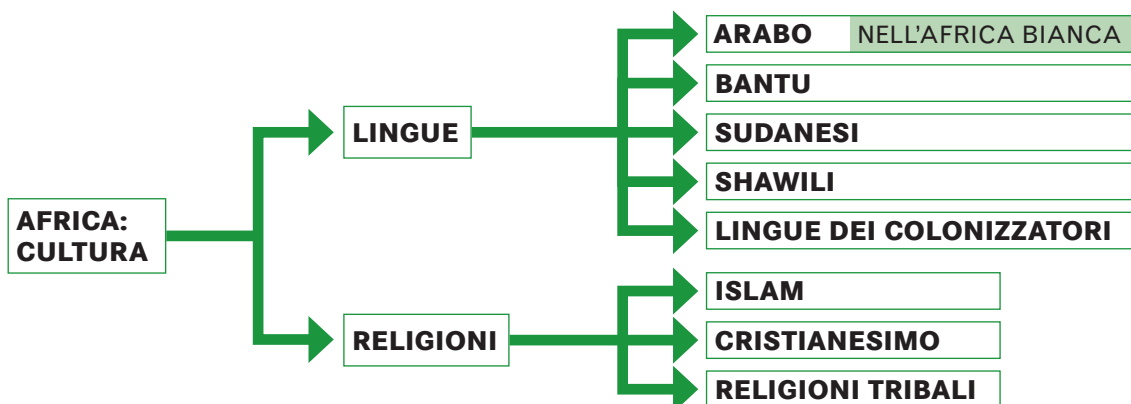 AFRICA:
CULTURA
LINGUE
ARABO NELL'AFRICA BIANCA
BANTU
SUDANESI
SHAWILI
LINGUE DEI COLONIZZATORI
RELIGIONI
ISLAM
CRISTIANESIMO
RELIGIONI TRIBALI